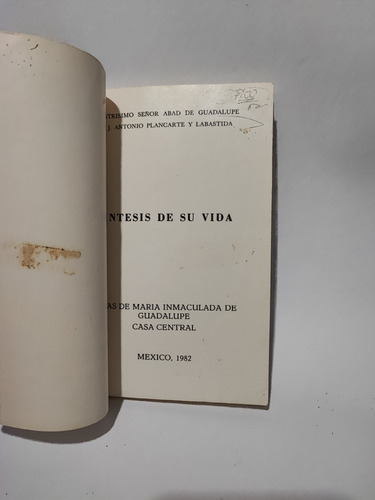 TRISIMO SEÑOR ABAD DE GUADALUPE
J. ANTONIO PLANCARTE Y LABASTIDA
NTESIS DE SU VIDA
AS DE MARIA INMACULADA DE
GUADALUPE
CASA CENTRAL
MEXICO, 1982